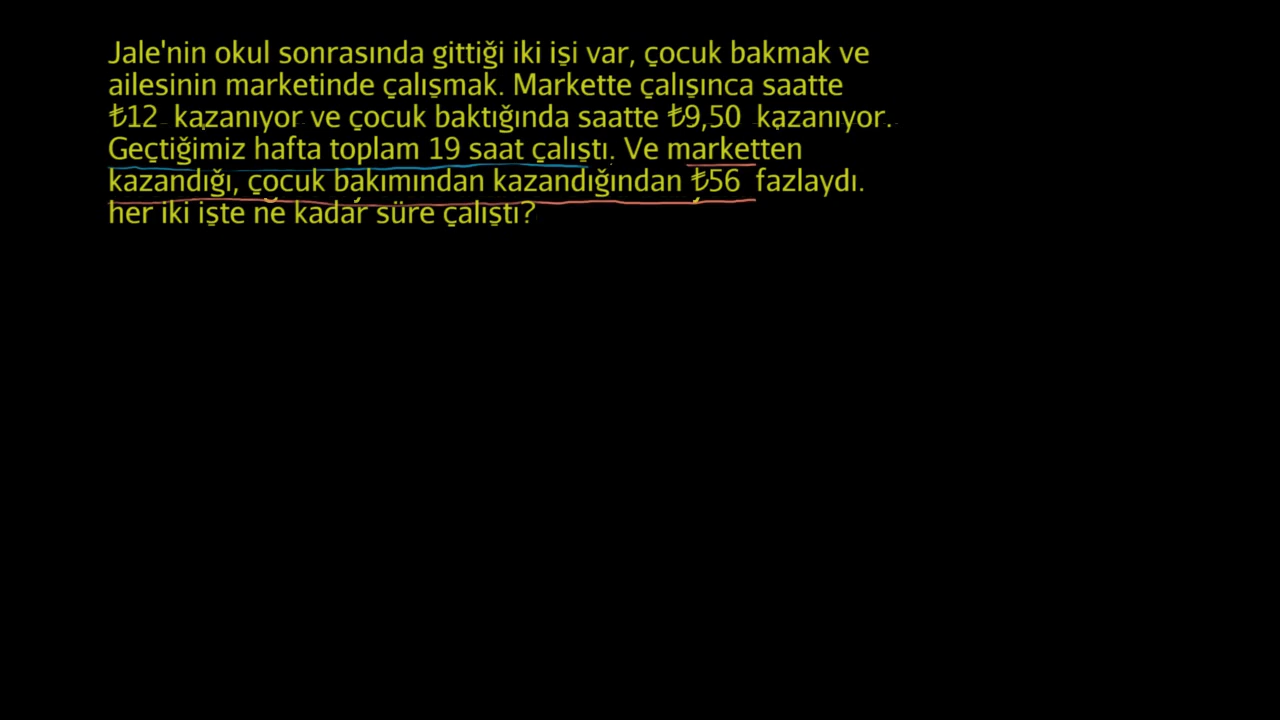 Jale'nin okul sonrasında gittiği iki işi var, çocuk bakmak ve
ailesinin marketinde çalışmak. Markette çalışınca saatte
₺12 kazanıyor ve çocuk baktığında saatte ₺9,50 kazanıyor.
Geçtiğimiz hafta toplam 19 saat çalıştı. Ve marketten
kazandığı, çocuk bakımından kazandığından ₺56 fazlaydı.
her iki işte ne kadar süre çalıştı?